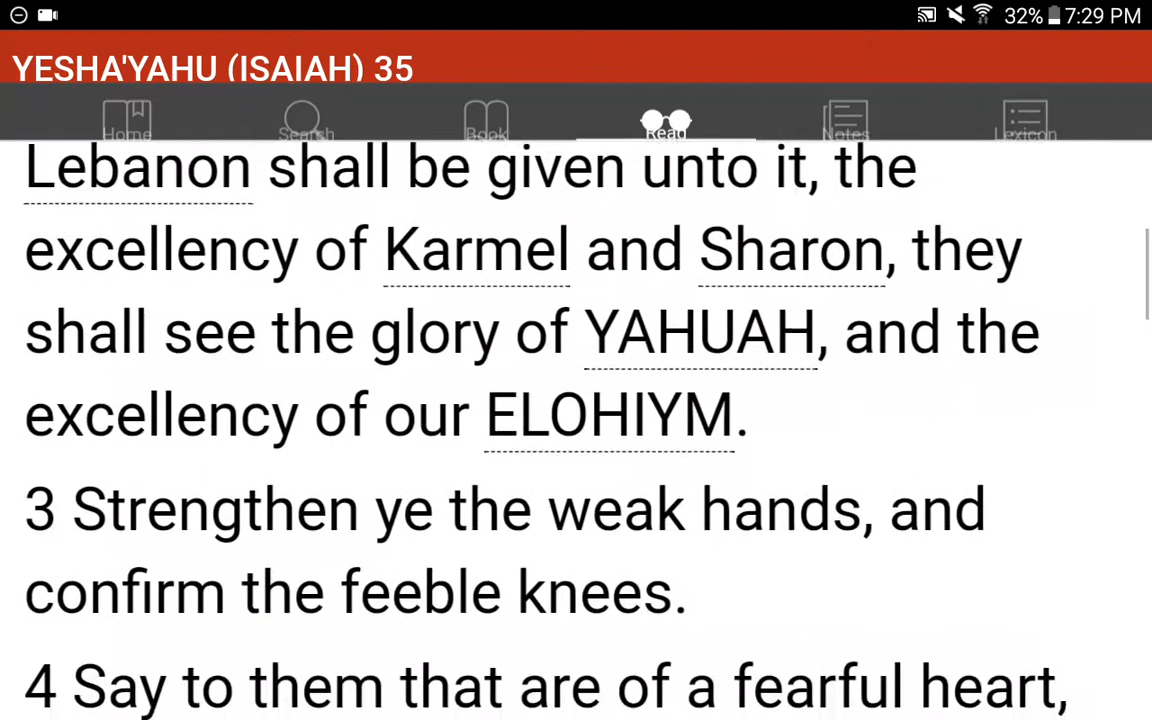 32% 7:29 PM
YESHA'YAHU (ISAIAH) 35
Home Search Book Read Notes Lexicon
Lebanon shall be given unto it, the
excellency of Karmel and Sharon, they
shall see the glory of YAHUAH, and the
excellency of our ELOHIYM.
3 Strengthen ye the weak hands, and
confirm the feeble knees.
4 Say to them that are of a fearful heart,